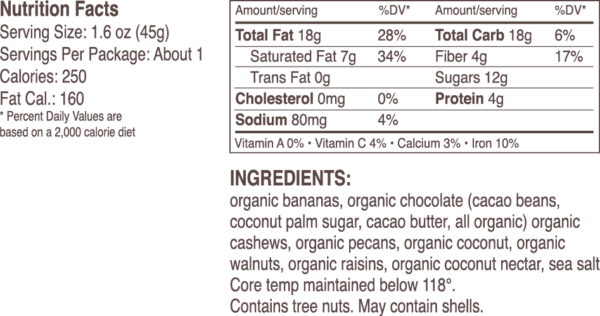 Nutrition Facts
Serving Size: 1.6 oz (45g)
Servings Per Package: About 1
Calories: 250
Fat Cal.: 160
* Percent Daily Values are
based on a 2,000 calorie diet
Amount/serving %DV* Amount/serving %DV*
Total Fat 18g 28% Total Carb 18g 6%
Saturated Fat 7g 34% Fiber 4g 17%
Trans Fat 0g Sugars 12g
Cholesterol 0mg 0% Protein 4g
Sodium 80mg 4%
Vitamin A 0% • Vitamin C 4% • Calcium 3% • Iron 10%
INGREDIENTS:
organic bananas, organic chocolate (cacao beans,
coconut palm sugar, cacao butter, all organic) organic
cashews, organic pecans, organic coconut, organic
walnuts, organic raisins, organic coconut nectar, sea salt
Core temp maintained below 118°.
Contains tree nuts. May contain shells.